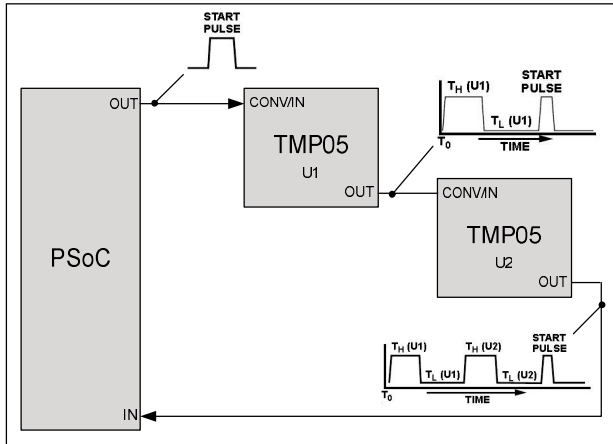 START
PULSE
OUT
CONV/IN
TMP05
U1
OUT
START
PULSE
T_H (U1)
T_L (U1)
T_0
TIME
CONV/IN
TMP05
U2
OUT
PSoC
START
PULSE
T_H (U1)
T_H (U2)
T_L (U1)
T_L (U2)
T_0
TIME
IN